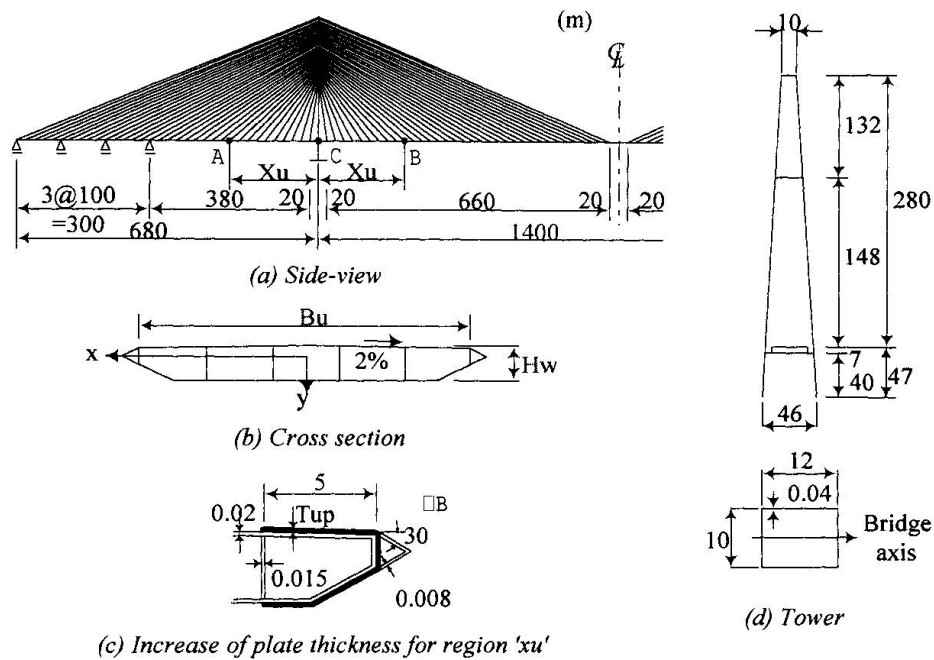 (m)
℄
A
C
B
Xu
Xu
3@100
=300
380
20
20
660
20
20
680
1400
(a) Side-view
Bu
x
2%
Hw
y
(b) Cross section
5
□B
0.02
Tup
30
0.015
0.008
(c) Increase of plate thickness for region 'xu'
10
132
280
148
7
40
47
46
12
0.04
10
Bridge
axis
(d) Tower